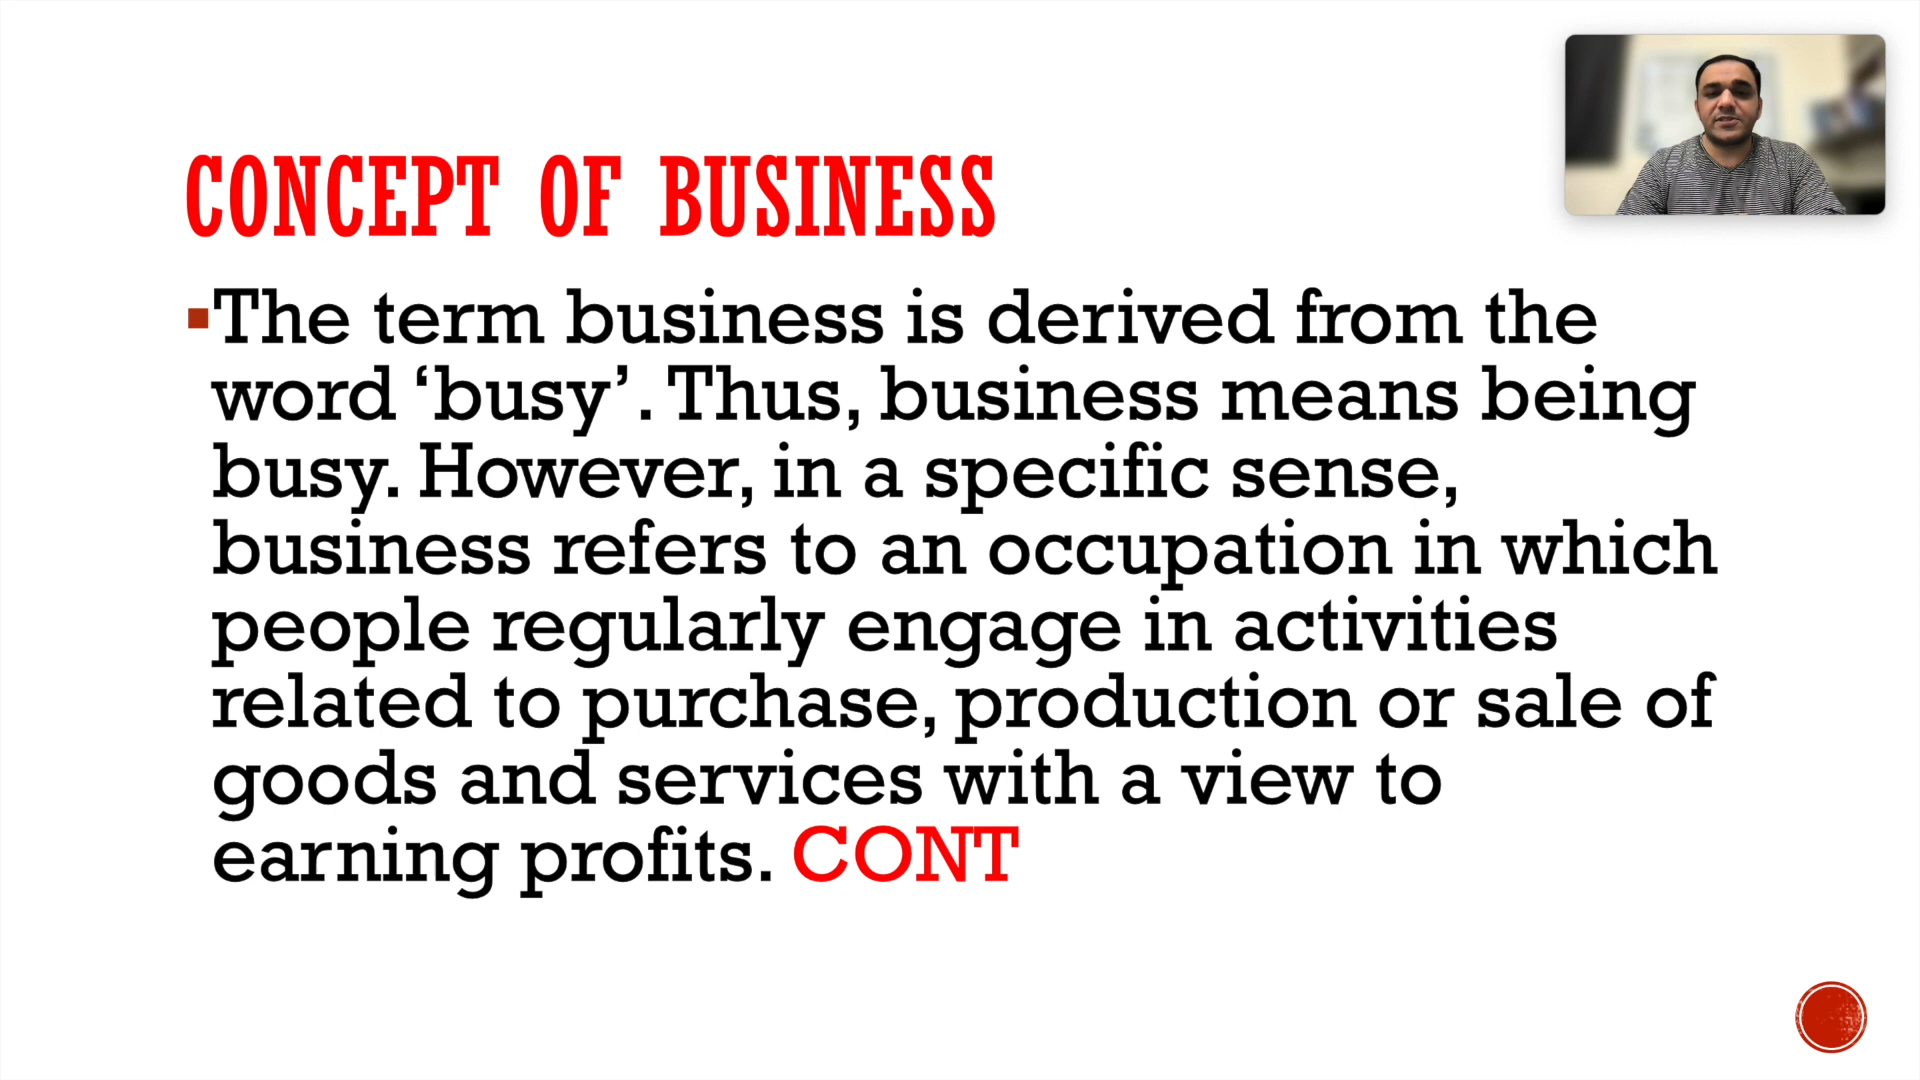 CONCEPT OF BUSINESS
▪The term business is derived from the
word ‘busy’. Thus, business means being
busy. However, in a specific sense,
business refers to an occupation in which
people regularly engage in activities
related to purchase, production or sale of
goods and services with a view to
earning profits. CONT